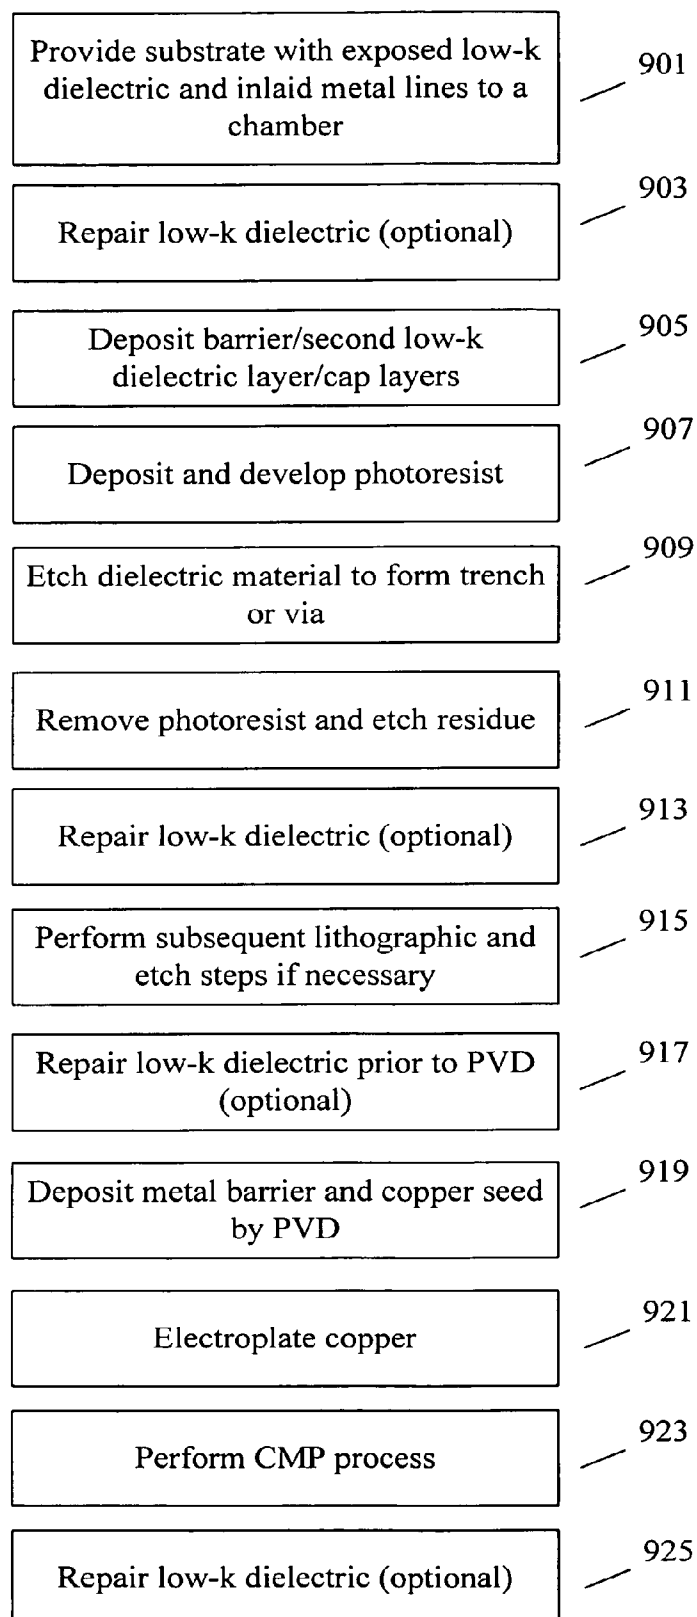 Provide substrate with exposed low-k
dielectric and inlaid metal lines to a
chamber
901
Repair low-k dielectric (optional)
903
Deposit barrier/second low-k
dielectric layer/cap layers
905
Deposit and develop photoresist
907
Etch dielectric material to form trench
or via
909
Remove photoresist and etch residue
911
Repair low-k dielectric (optional)
913
Perform subsequent lithographic and
etch steps if necessary
915
Repair low-k dielectric prior to PVD
(optional)
917
Deposit metal barrier and copper seed
by PVD
919
Electroplate copper
921
Perform CMP process
923
Repair low-k dielectric (optional)
925